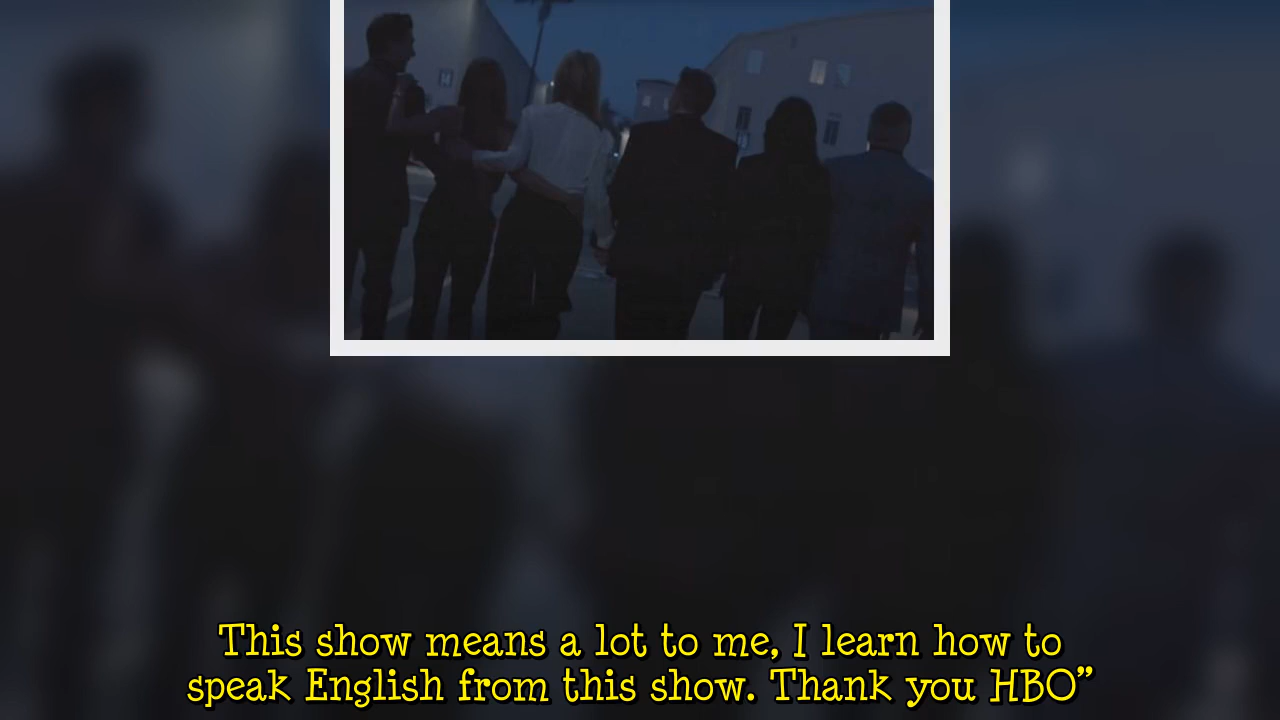 This show means a lot to me, I learn how to
speak English from this show. Thank you HBO”